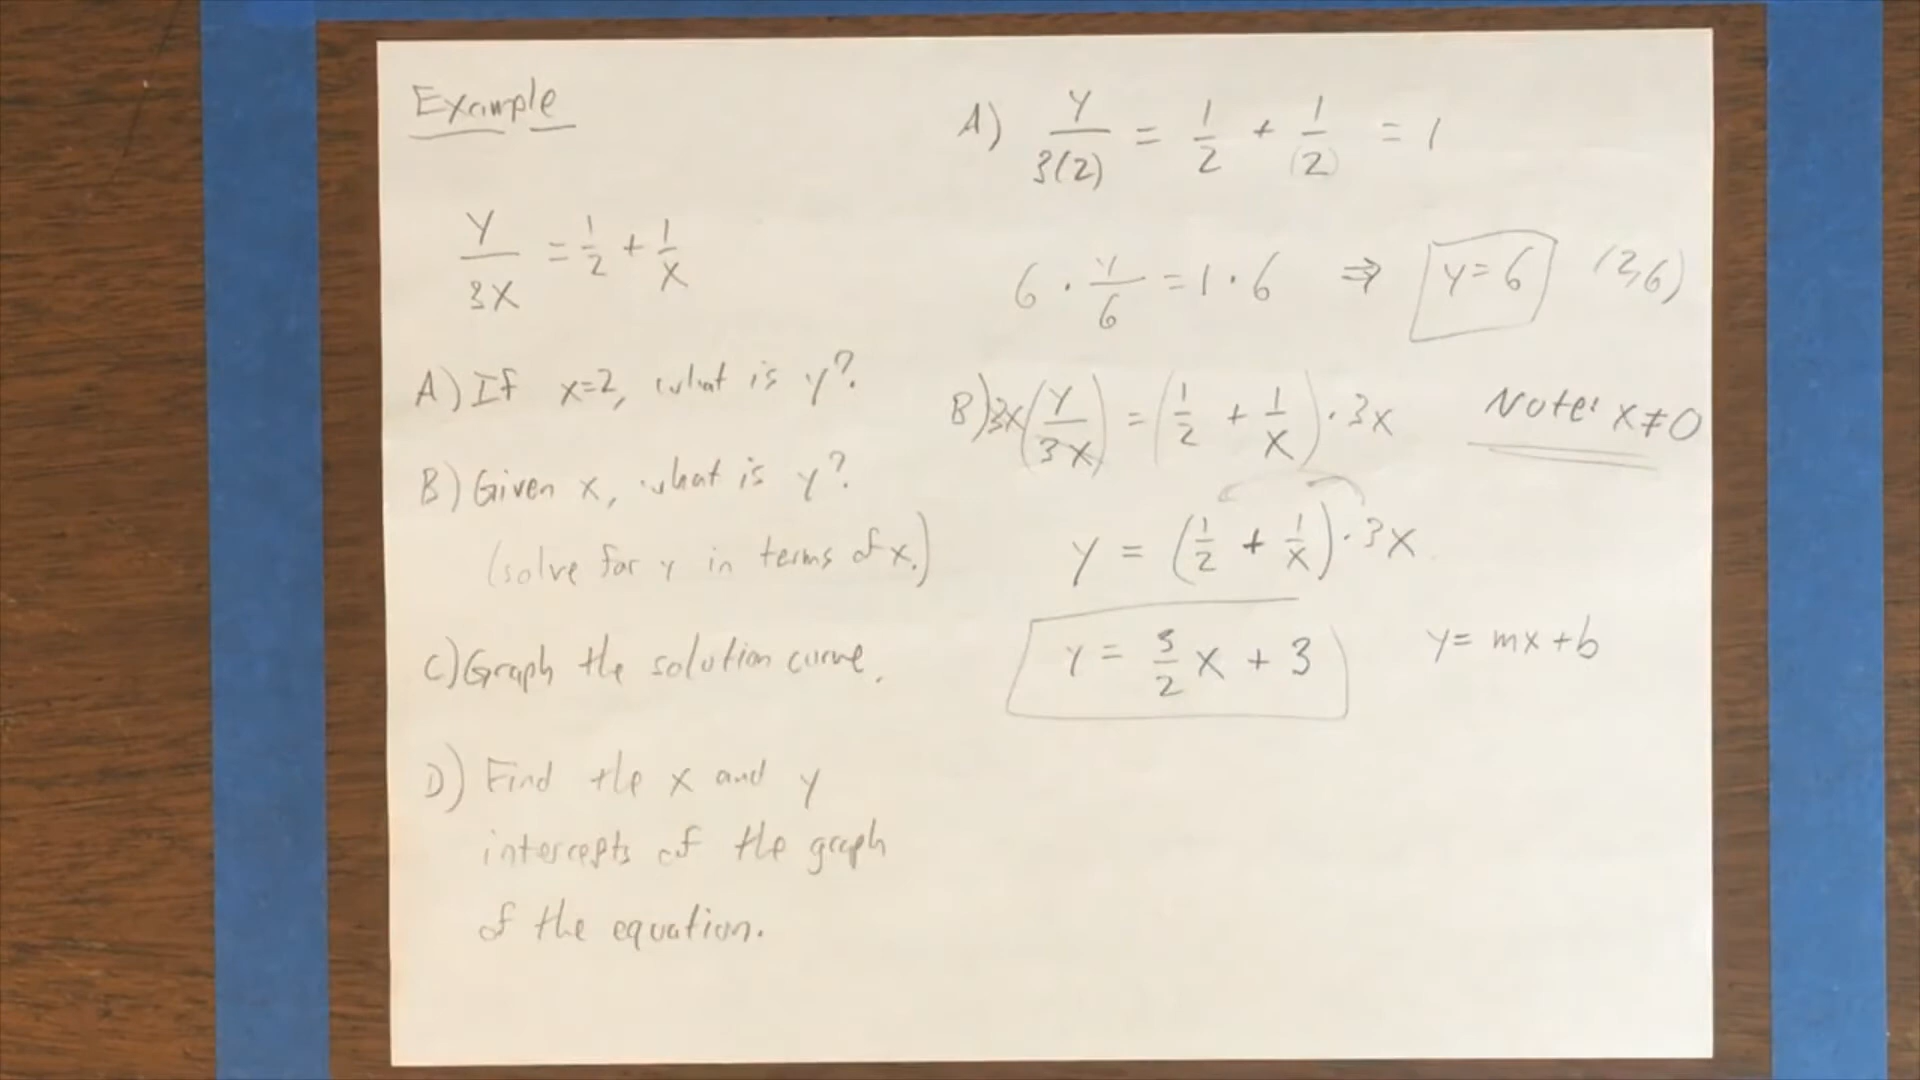 Example
y/3x = 1/2 + 1/x
A) If x=2, what is y?
B) Given x, what is y?
(solve for y in terms of x.)
C) Graph the solution curve.
D) Find the x and y
intercepts of the graph
of the equation.
A) y/3(2) = 1/2 + 1/(2) = 1
6 · y/6 = 1 · 6 ⇒ y = 6 (2,6)
B) 3x(y/3x) = (1/2 + 1/x) · 3x Note: x ≠ 0
y = (1/2 + 1/x) · 3x
y = 3/2 x + 3 y = mx + b